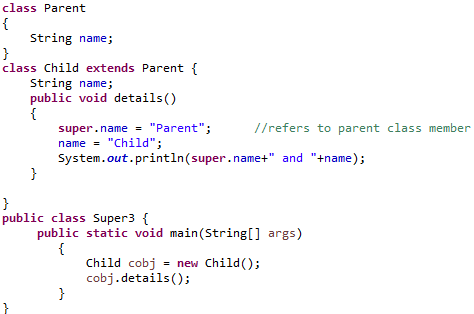 class Parent
{
    String name;
}
class Child extends Parent {
    String name;
    public void details()
    {
        super.name = "Parent";      //refers to parent class member
        name = "Child";
        System.out.println(super.name+" and "+name);
    }

}
public class Super3 {
     public static void main(String[] args)
        {
            Child cobj = new Child();
            cobj.details();
        }
}